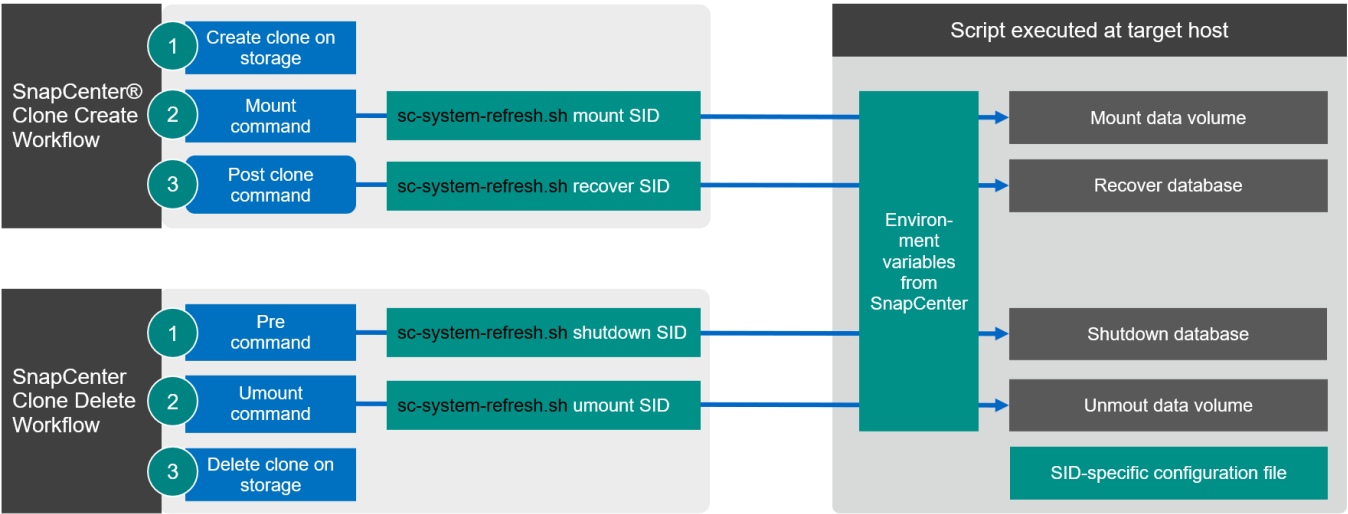 SnapCenter®
Clone Create
Workflow
1
Create clone on
storage
2
Mount
command
sc-system-refresh.sh mount SID
3
Post clone
command
sc-system-refresh.sh recover SID
SnapCenter
Clone Delete
Workflow
1
Pre
command
sc-system-refresh.sh shutdown SID
2
Umount
command
sc-system-refresh.sh umount SID
3
Delete clone on
storage
Script executed at target host
Environ-
ment
variables
from
SnapCenter
Mount data volume
Recover database
Shutdown database
Unmout data volume
SID-specific configuration file